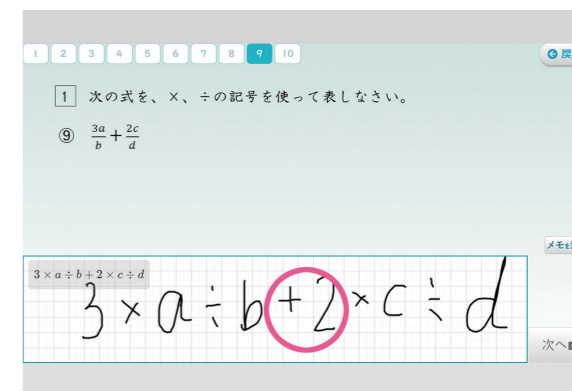 1 2 3 4 5 6 7 8 9 10
戻
1 次の式を、×、÷の記号を使って表しなさい。
⑨ 3a/b + 2c/d
メモを
3 × a ÷ b + 2 × c ÷ d
3 × a ÷ b + 2 × c ÷ d
次へ